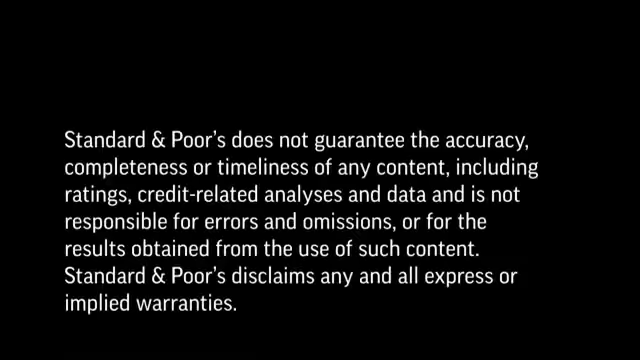 Standard & Poor's does not guarantee the accuracy,
completeness or timeliness of any content, including
ratings, credit-related analyses and data and is not
responsible for errors and omissions, or for the
results obtained from the use of such content.
Standard & Poor's disclaims any and all express or
implied warranties.